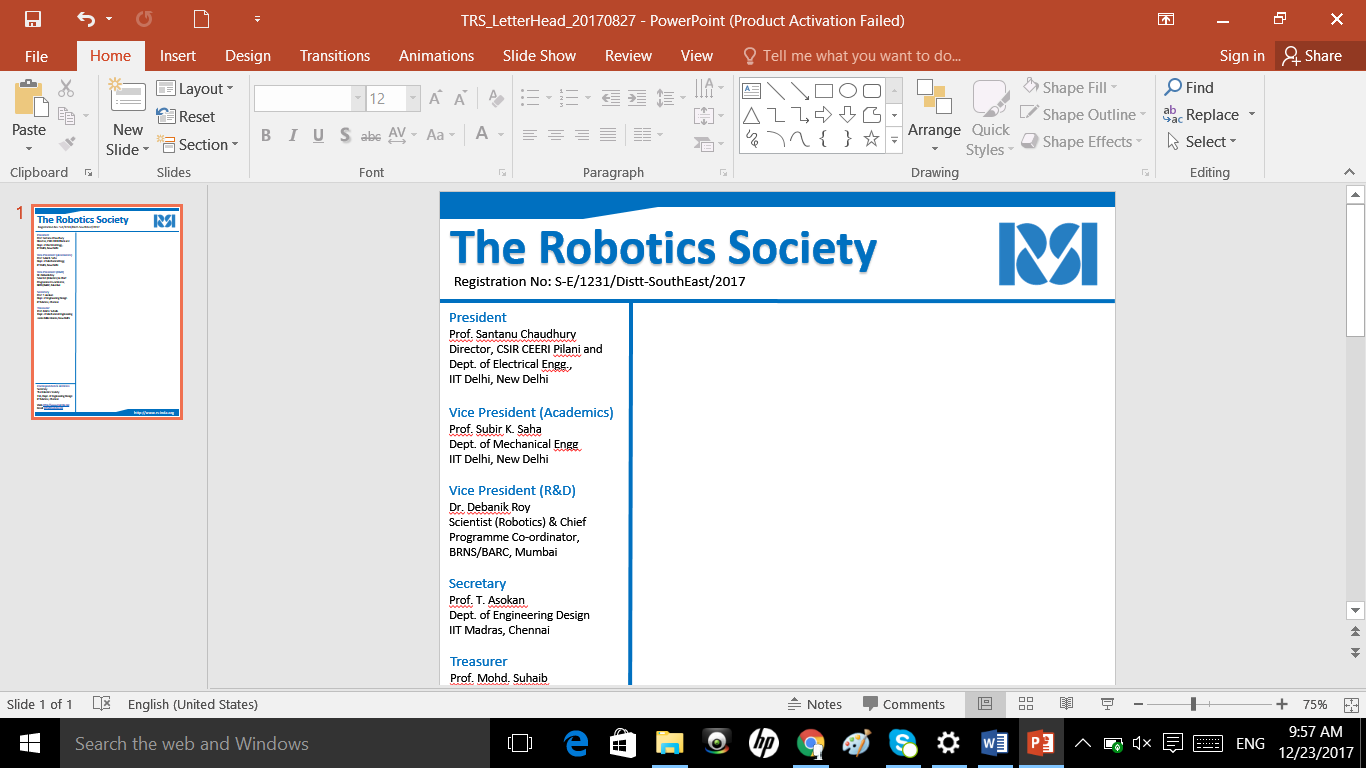 TRS_LetterHead_20170827 - PowerPoint (Product Activation Failed)
File Home Insert Design Transitions Animations Slide Show Review View Tell me what you want to do... Sign in Share
Paste
New Slide
Layout
Reset
Section
12
B I U S abc AV Aa A
Arrange
Quick Styles
Shape Fill
Shape Outline
Shape Effects
Find
Replace
Select
Clipboard Slides Font Paragraph Drawing Editing
1
The Robotics Society
RSI
Registration No: S-E/1231/Distt-SouthEast/2017
President
Prof. Santanu Chaudhury
Director, CSIR CEERI Pilani and
Dept. of Electrical Engg.,
IIT Delhi, New Delhi
Vice President (Academics)
Prof. Subir K. Saha
Dept. of Mechanical Engg
IIT Delhi, New Delhi
Vice President (R&D)
Dr. Debanik Roy
Scientist (Robotics) & Chief
Programme Co-ordinator,
BRNS/BARC, Mumbai
Secretary
Prof. T. Asokan
Dept. of Engineering Design
IIT Madras, Chennai
Treasurer
Prof. Mohd. Suhaib
Slide 1 of 1 English (United States) Notes Comments 75%
Search the web and Windows
ENG
9:57 AM
12/23/2017